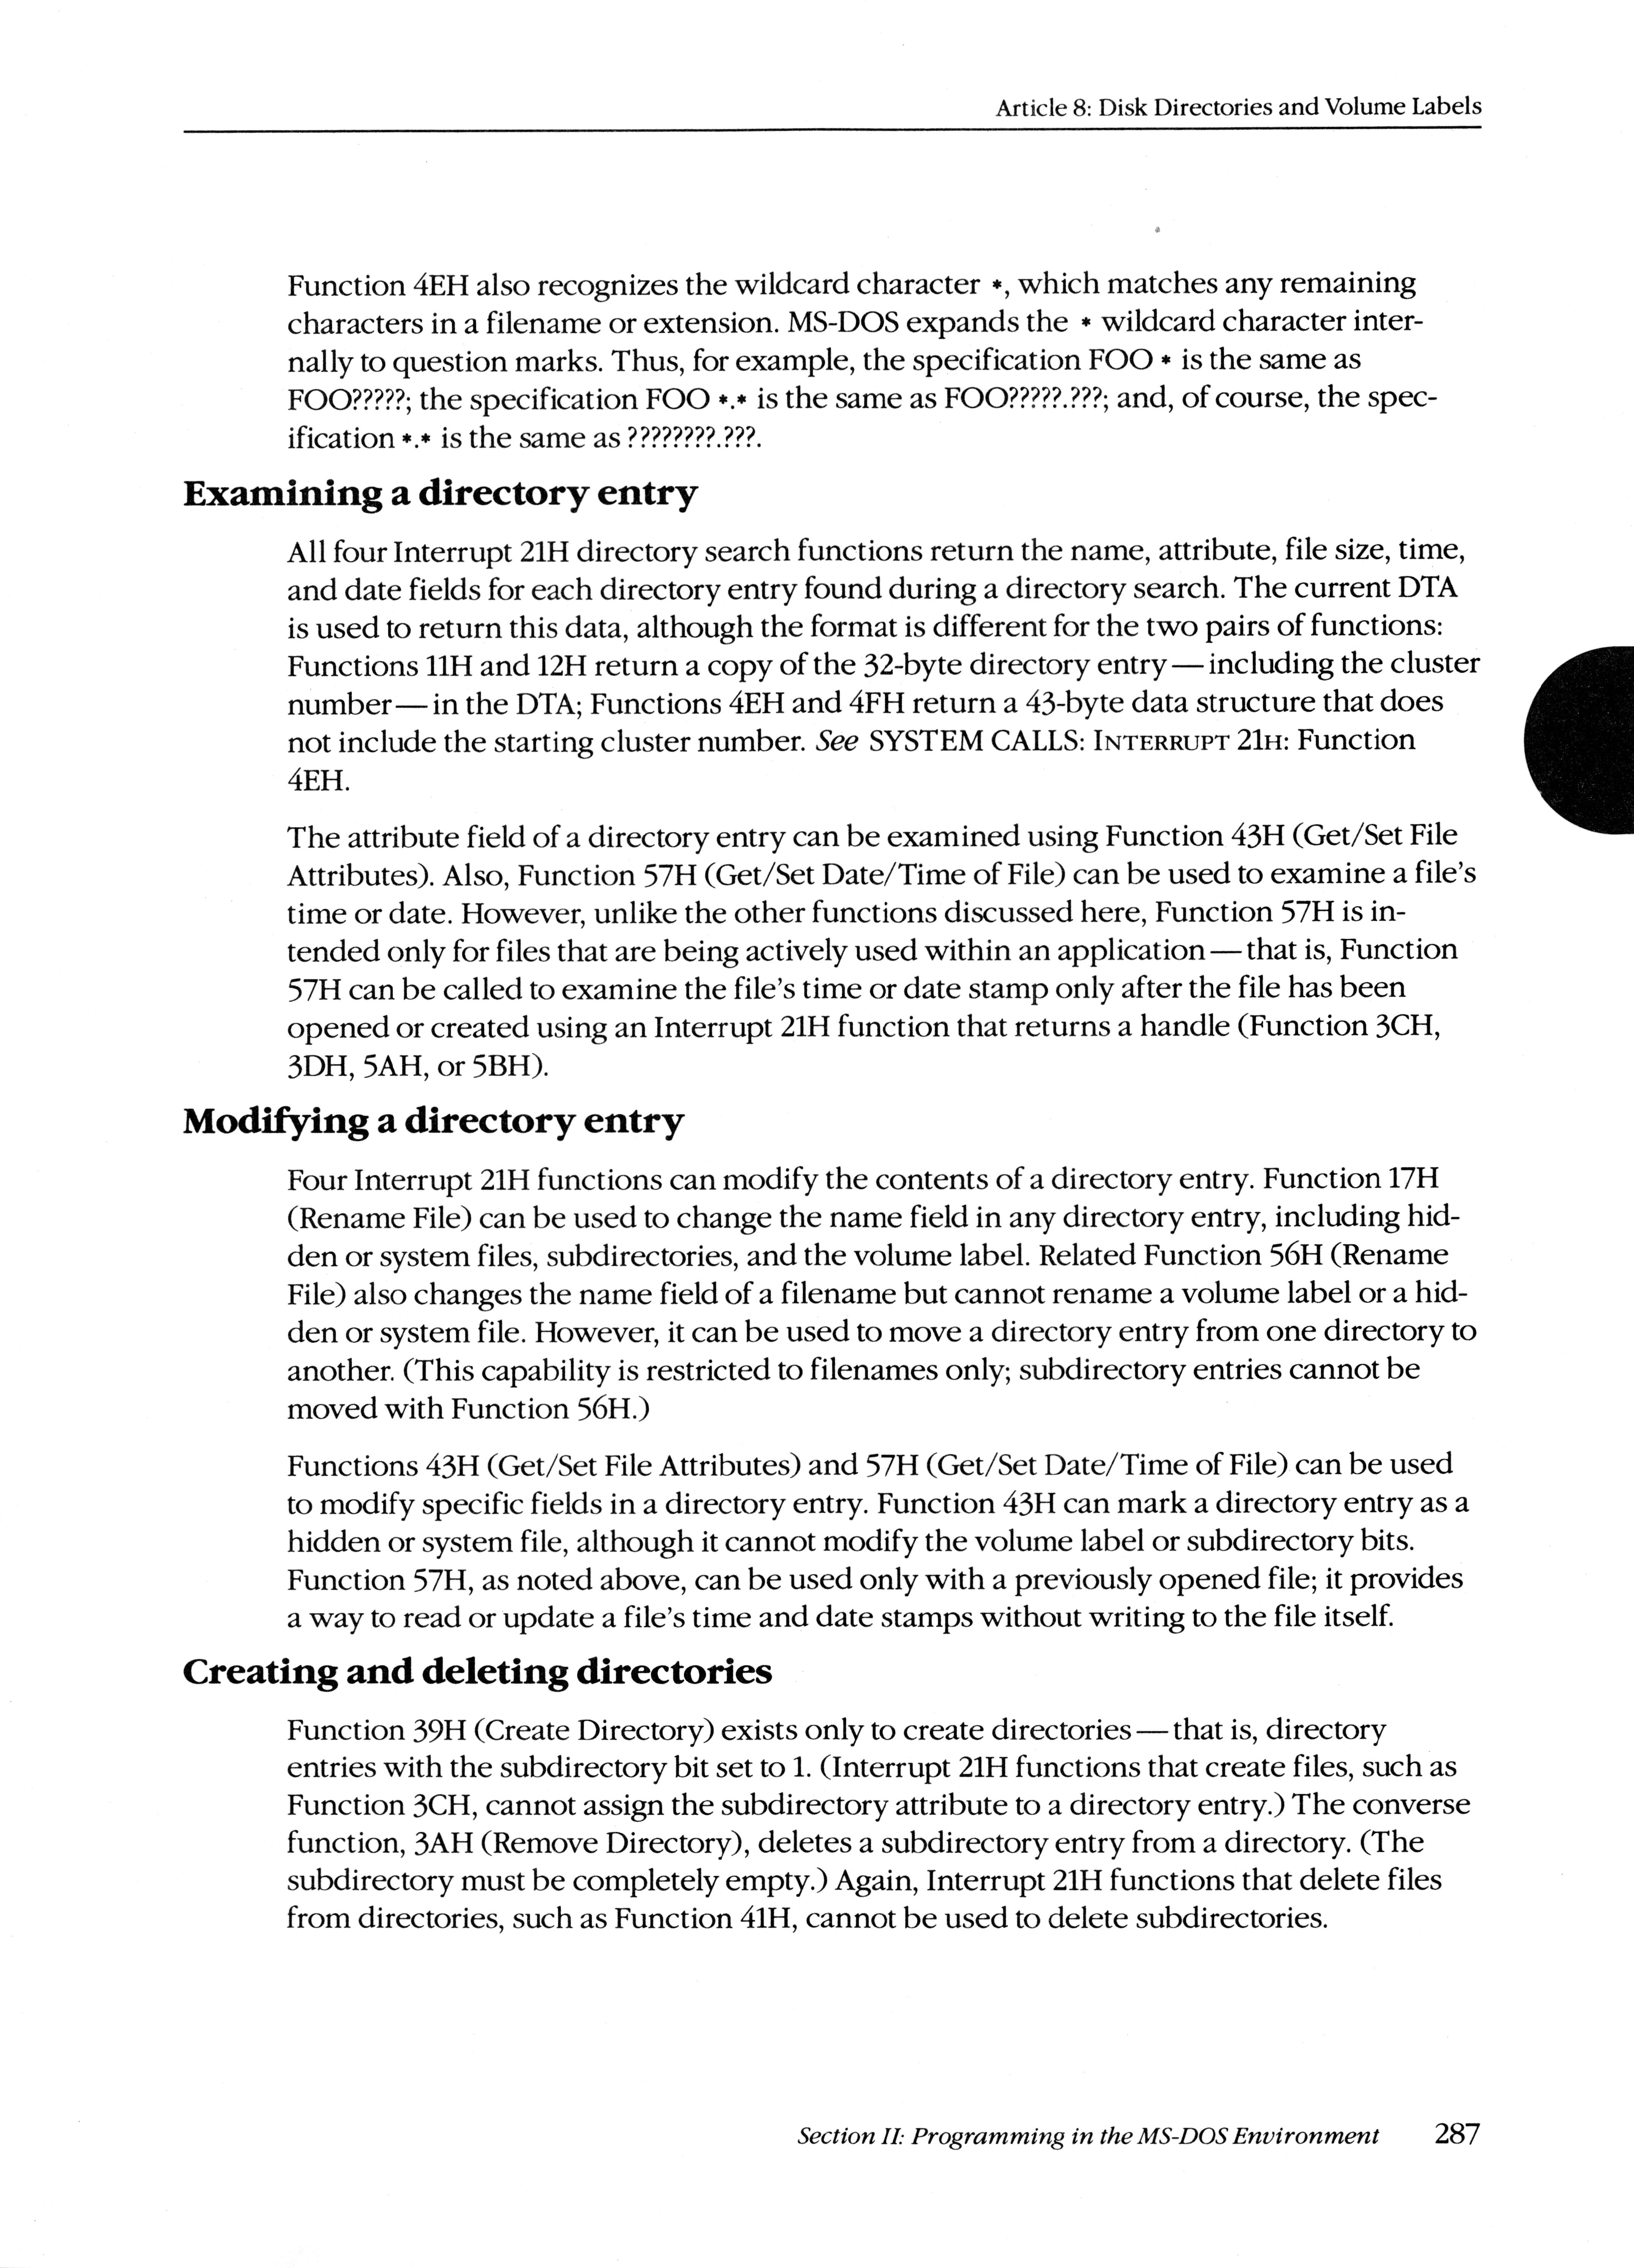 Article 8: Disk Directories and Volume Labels
Function 4EH also recognizes the wildcard character *, which matches any remaining
characters in a filename or extension. MS-DOS expands the * wildcard character inter-
nally to question marks. Thus, for example, the specification FOO * is the same as
FOO?????; the specification FOO *.* is the same as FOO?????.???; and, of course, the spec-
ification *.* is the same as ????????.???.
Examining a directory entry
All four Interrupt 21H directory search functions return the name, attribute, file size, time,
and date fields for each directory entry found during a directory search. The current DTA
is used to return this data, although the format is different for the two pairs of functions:
Functions 11H and 12H return a copy of the 32-byte directory entry — including the cluster
number — in the DTA; Functions 4EH and 4FH return a 43-byte data structure that does
not include the starting cluster number. See SYSTEM CALLS: INTERRUPT 21H: Function
4EH.
The attribute field of a directory entry can be examined using Function 43H (Get/Set File
Attributes). Also, Function 57H (Get/Set Date/Time of File) can be used to examine a file's
time or date. However, unlike the other functions discussed here, Function 57H is in-
tended only for files that are being actively used within an application — that is, Function
57H can be called to examine the file's time or date stamp only after the file has been
opened or created using an Interrupt 21H function that returns a handle (Function 3CH,
3DH, 5AH, or 5BH).
Modifying a directory entry
Four Interrupt 21H functions can modify the contents of a directory entry. Function 17H
(Rename File) can be used to change the name field in any directory entry, including hid-
den or system files, subdirectories, and the volume label. Related Function 56H (Rename
File) also changes the name field of a filename but cannot rename a volume label or a hid-
den or system file. However, it can be used to move a directory entry from one directory to
another. (This capability is restricted to filenames only; subdirectory entries cannot be
moved with Function 56H.)
Functions 43H (Get/Set File Attributes) and 57H (Get/Set Date/Time of File) can be used
to modify specific fields in a directory entry. Function 43H can mark a directory entry as a
hidden or system file, although it cannot modify the volume label or subdirectory bits.
Function 57H, as noted above, can be used only with a previously opened file; it provides
a way to read or update a file's time and date stamps without writing to the file itself.
Creating and deleting directories
Function 39H (Create Directory) exists only to create directories — that is, directory
entries with the subdirectory bit set to 1. (Interrupt 21H functions that create files, such as
Function 3CH, cannot assign the subdirectory attribute to a directory entry.) The converse
function, 3AH (Remove Directory), deletes a subdirectory entry from a directory. (The
subdirectory must be completely empty.) Again, Interrupt 21H functions that delete files
from directories, such as Function 41H, cannot be used to delete subdirectories.
Section II: Programming in the MS-DOS Environment 287